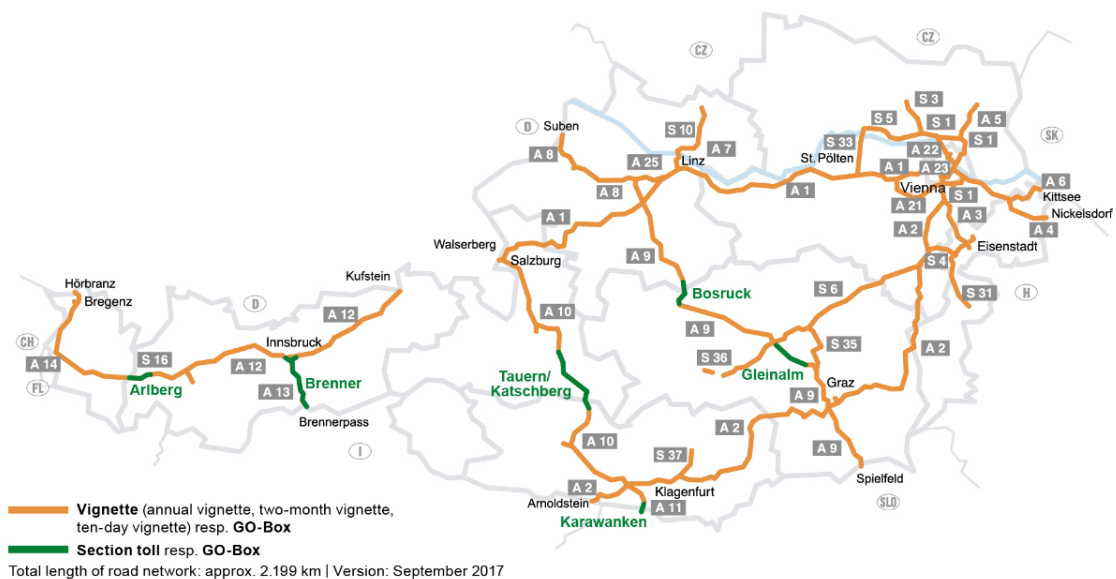 CZ
CZ
S 3
D
Suben
S 10
S 5
S 1
A 5
S 33
A 7
SK
A 8
A 25
Linz
St. Pölten
A 22
S 1
A 1
A 23
A 8
A 1
Vienna
A 6
Kittsee
S 1
A 21
A 3
Nickelsdorf
A 1
A 2
A 4
Walserberg
Salzburg
A 9
Eisenstadt
S 4
Kufstein
Hörbranz
D
Bregenz
Bosruck
S 6
S 31
H
A 12
A 10
A 9
CH
Innsbruck
S 35
A 14
S 16
A 12
S 36
A 2
FL
Arlberg
Brenner
Tauern/
Katschberg
Gleinalm
Graz
A 13
A 9
Brennerpass
A 2
A 10
I
S 37
A 9
Spielfeld
A 2
Klagenfurt
Arnoldstein
A 11
SLO
Karawanken
Vignette (annual vignette, two-month vignette,
ten-day vignette) resp. GO-Box
Section toll resp. GO-Box
Total length of road network: approx. 2.199 km | Version: September 2017